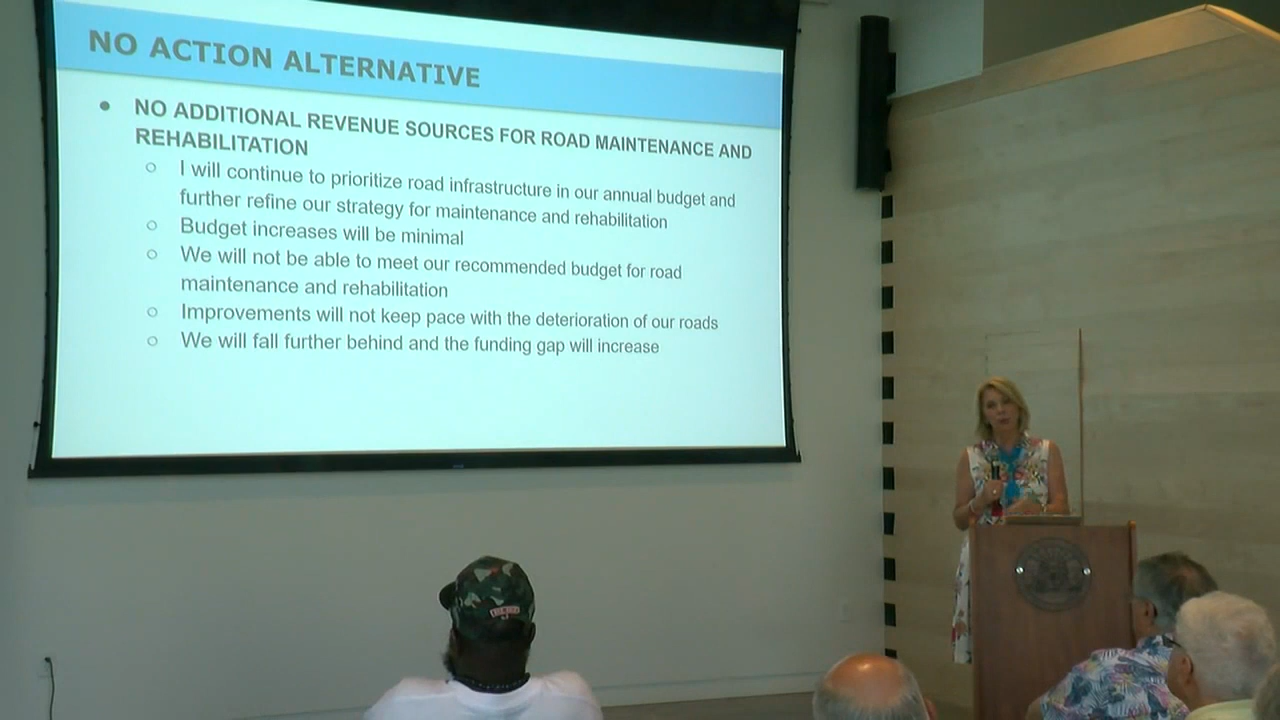 NO ACTION ALTERNATIVE
● NO ADDITIONAL REVENUE SOURCES FOR ROAD MAINTENANCE AND
REHABILITATION
○ I will continue to prioritize road infrastructure in our annual budget and
further refine our strategy for maintenance and rehabilitation
○ Budget increases will be minimal
○ We will not be able to meet our recommended budget for road
maintenance and rehabilitation
○ Improvements will not keep pace with the deterioration of our roads
○ We will fall further behind and the funding gap will increase